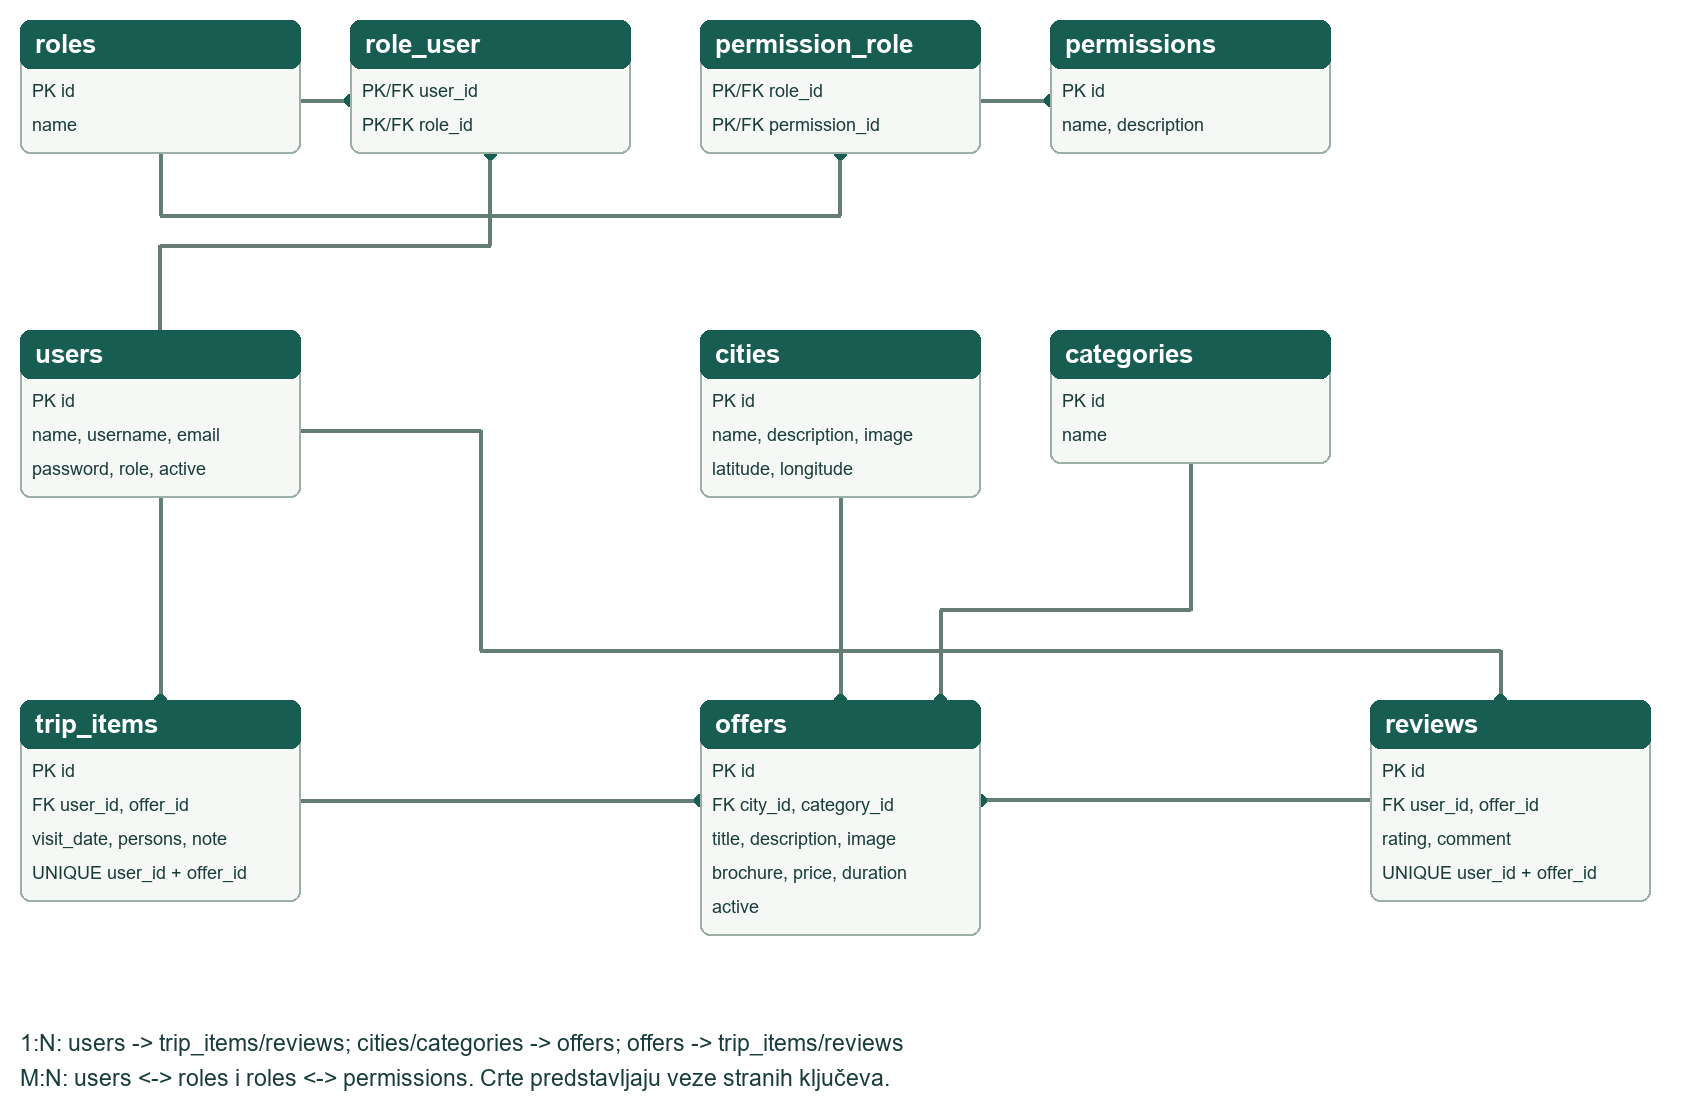 roles
PK id
name
role_user
PK/FK user_id
PK/FK role_id
permission_role
PK/FK role_id
PK/FK permission_id
permissions
PK id
name, description
users
PK id
name, username, email
password, role, active
cities
PK id
name, description, image
latitude, longitude
categories
PK id
name
trip_items
PK id
FK user_id, offer_id
visit_date, persons, note
UNIQUE user_id + offer_id
offers
PK id
FK city_id, category_id
title, description, image
brochure, price, duration
active
reviews
PK id
FK user_id, offer_id
rating, comment
UNIQUE user_id + offer_id
1:N: users -> trip_items/reviews; cities/categories -> offers; offers -> trip_items/reviews
M:N: users <-> roles i roles <-> permissions. Crte predstavljaju veze stranih ključeva.